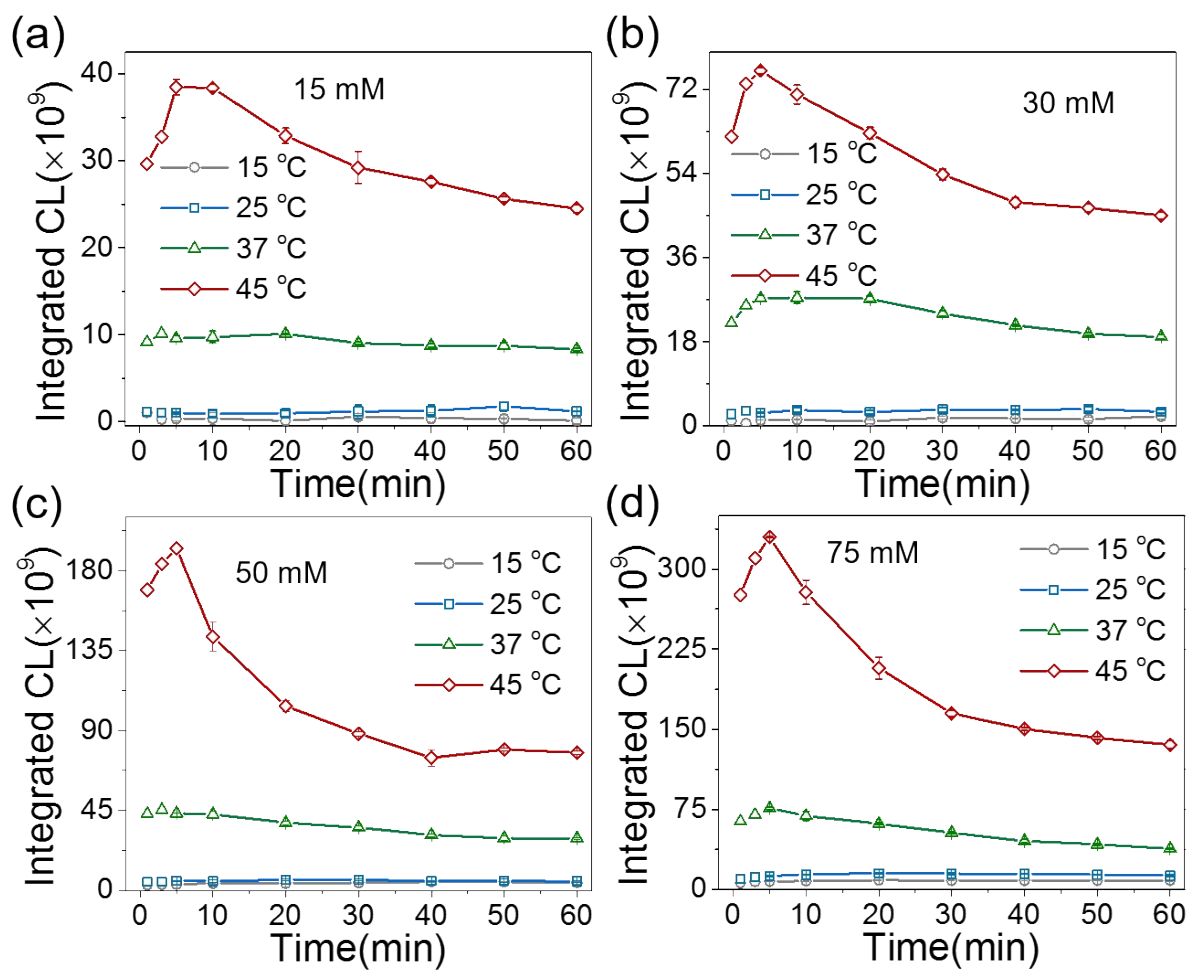 (a)
Integrated CL(×10⁹)
40
30
20
10
0
15 mM
15 °C
25 °C
37 °C
45 °C
0 10 20 30 40 50 60
Time(min)
(b)
Integrated CL(×10⁹)
72
54
36
18
0
30 mM
15 °C
25 °C
37 °C
45 °C
0 10 20 30 40 50 60
Time(min)
(c)
Integrated CL(×10⁹)
180
135
90
45
0
50 mM
15 °C
25 °C
37 °C
45 °C
0 10 20 30 40 50 60
Time(min)
(d)
Integrated CL(×10⁹)
300
225
150
75
0
75 mM
15 °C
25 °C
37 °C
45 °C
0 10 20 30 40 50 60
Time(min)